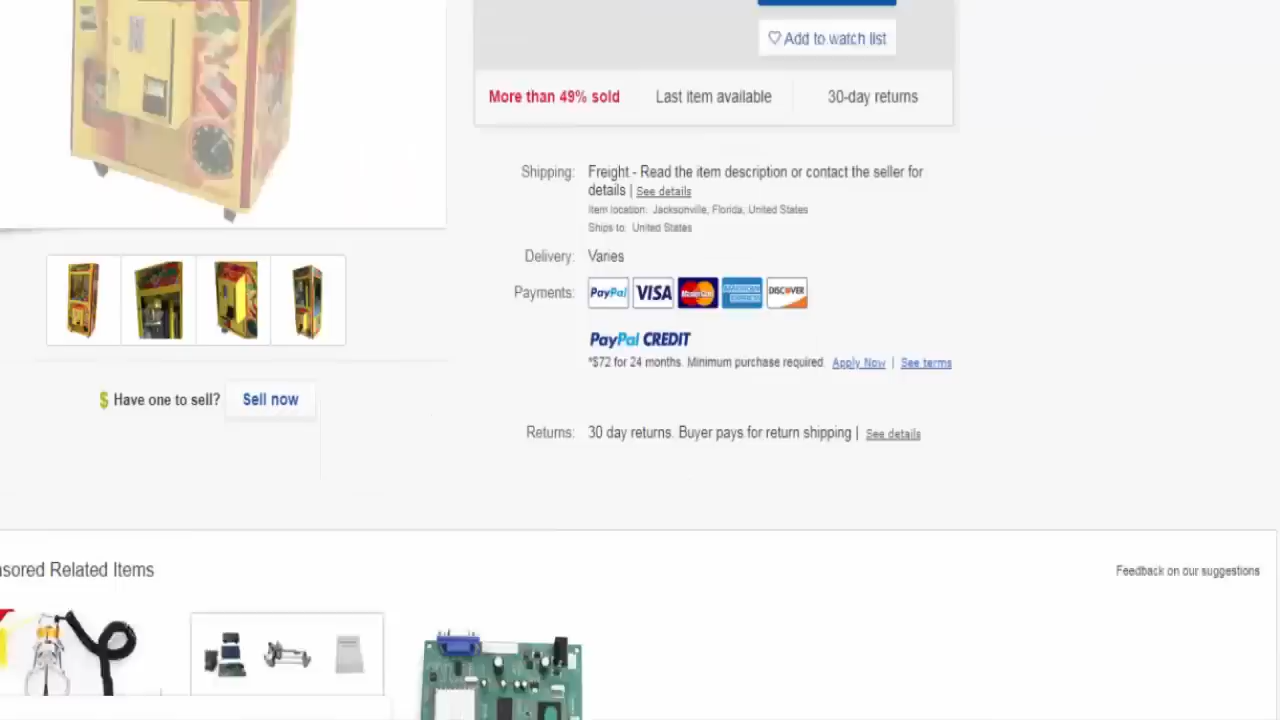 Add to watch list
More than 49% sold
Last item available
30-day returns
Shipping:
Freight - Read the item description or contact the seller for
details | See details
Item location: Jacksonville, Florida, United States
Ships to: United States
Delivery: Varies
Payments: PayPal VISA MasterCard AMERICAN EXPRESS DISCOVER
PayPal CREDIT
*$72 for 24 months. Minimum purchase required. Apply Now | See terms
$ Have one to sell? Sell now
Returns: 30 day returns. Buyer pays for return shipping | See details
nsored Related Items
Feedback on our suggestions